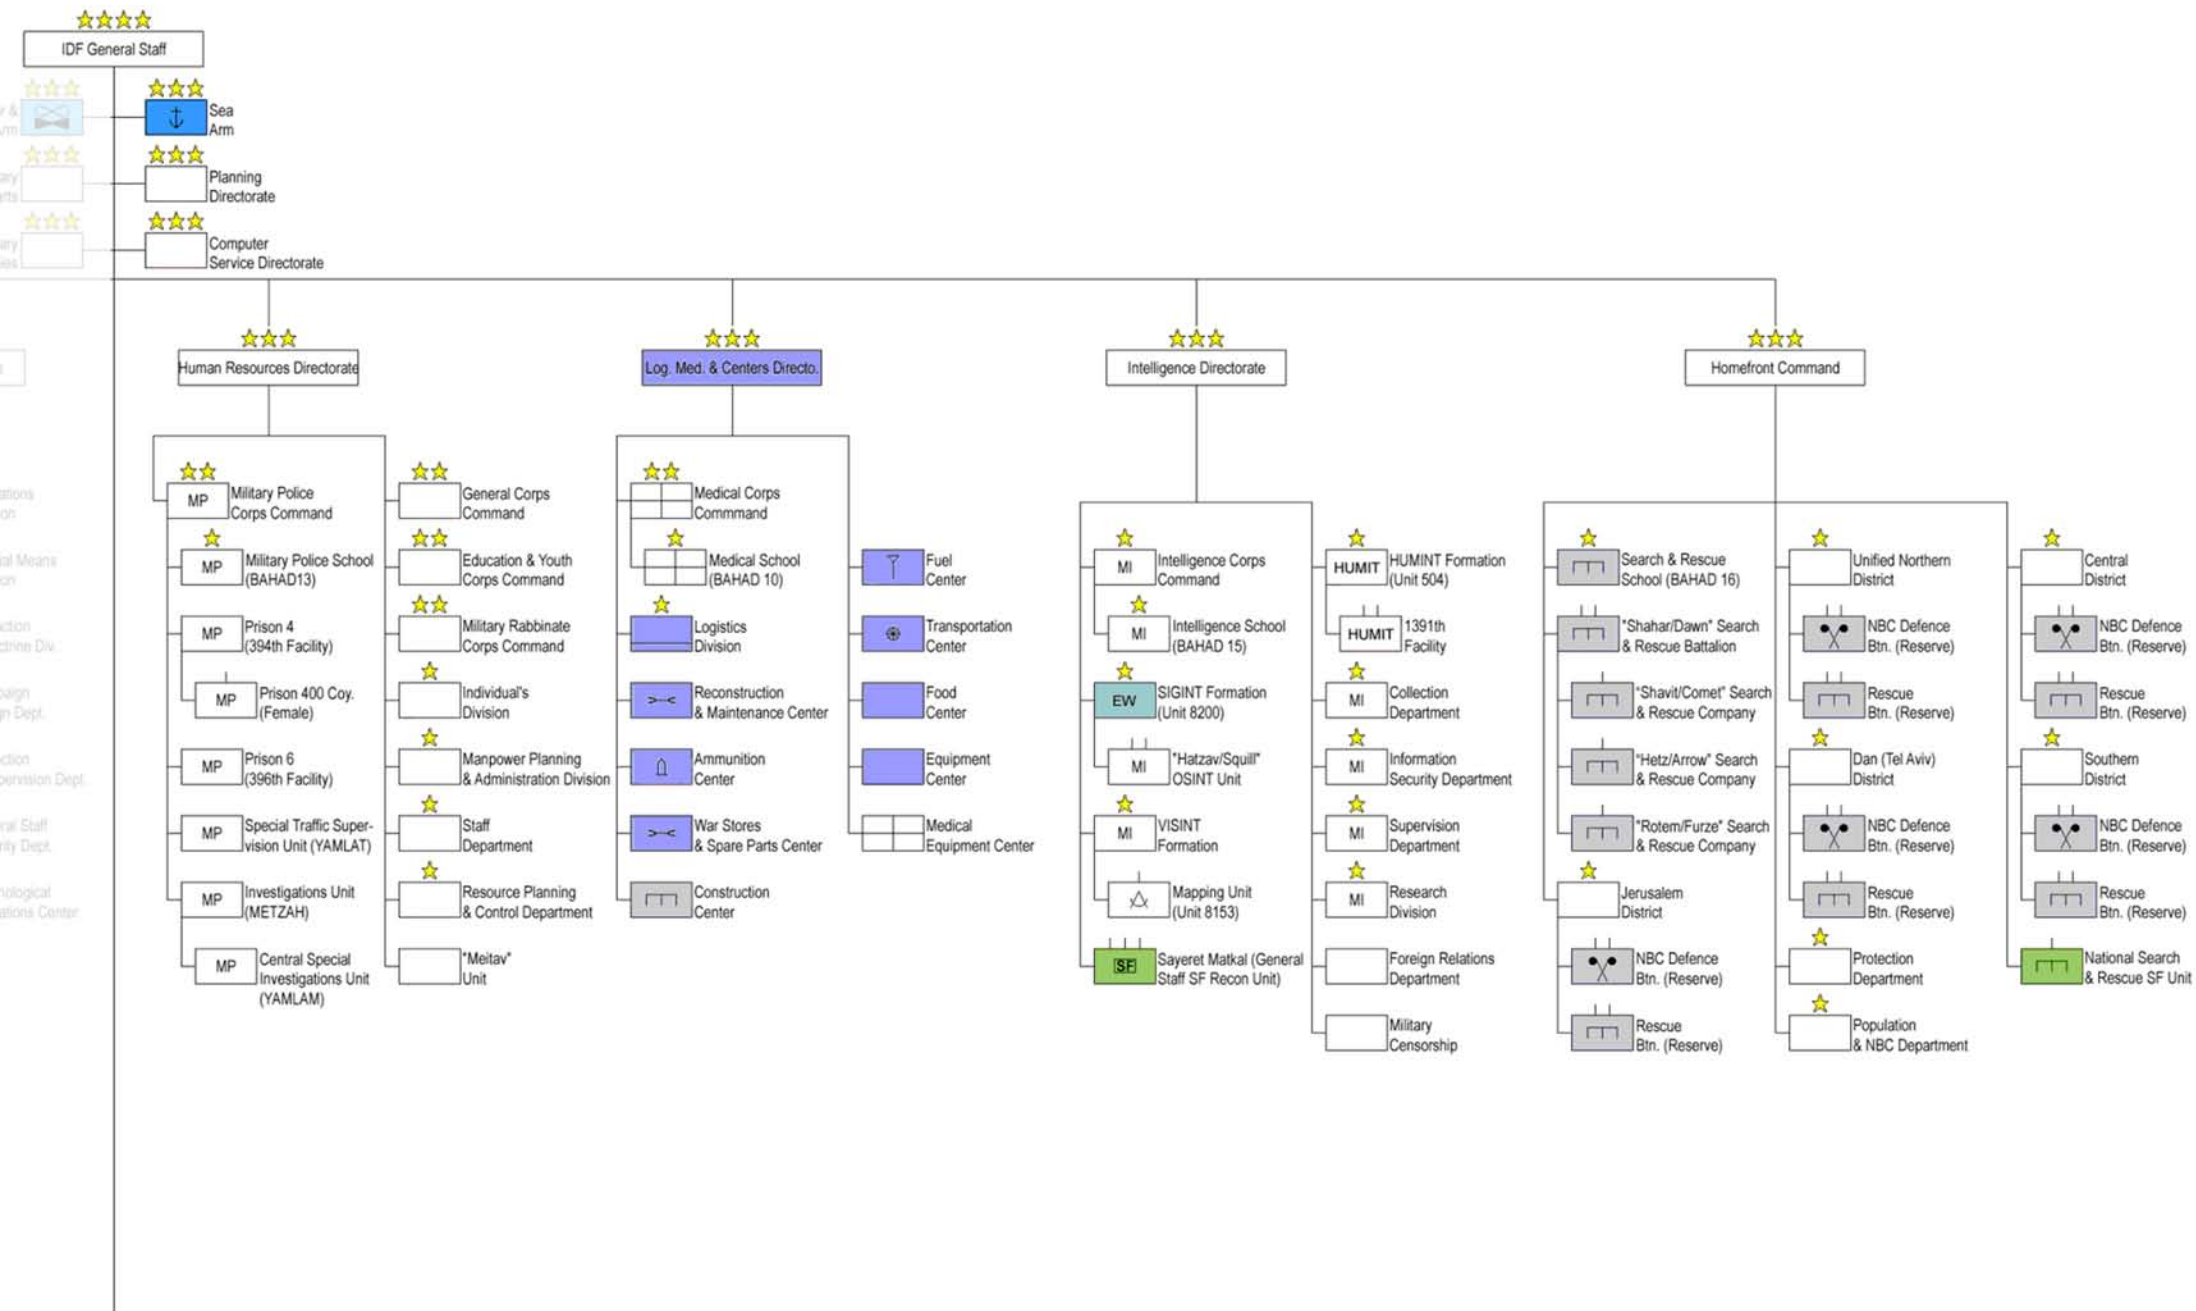 IDF General Staff
Sea
Arm
Planning
Directorate
Computer
Service Directorate
Human Resources Directorate
Log. Med. & Centers Directo.
Intelligence Directorate
Homefront Command
MP
Military Police
Corps Command
MP
Military Police School
(BAHAD13)
MP
Prison 4
(394th Facility)
MP
Prison 400 Coy.
(Female)
MP
Prison 6
(396th Facility)
MP
Special Traffic Super-
vision Unit (YAMLAT)
MP
Investigations Unit
(METZAH)
MP
Central Special
Investigations Unit
(YAMLAM)
General Corps
Command
Education & Youth
Corps Command
Military Rabbinate
Corps Command
Individual's
Division
Manpower Planning
& Administration Division
Staff
Department
Resource Planning
& Control Department
"Meitav"
Unit
Medical Corps
Commmand
Medical School
(BAHAD 10)
Logistics
Division
Reconstruction
& Maintenance Center
Ammunition
Center
War Stores
& Spare Parts Center
Construction
Center
Fuel
Center
Transportation
Center
Food
Center
Equipment
Center
Medical
Equipment Center
MI
Intelligence Corps
Command
MI
Intelligence School
(BAHAD 15)
EW
SIGINT Formation
(Unit 8200)
MI
"Hatzav/Squill"
OSINT Unit
MI
VISINT
Formation
Mapping Unit
(Unit 8153)
SF
Sayeret Matkal (General
Staff SF Recon Unit)
HUMIT
HUMINT Formation
(Unit 504)
HUMIT
1391th
Facility
MI
Collection
Department
MI
Information
Security Department
MI
Supervision
Department
MI
Research
Division
Foreign Relations
Department
Military
Censorship
Search & Rescue
School (BAHAD 16)
"Shahar/Dawn" Search
& Rescue Battalion
"Shavit/Comet" Search
& Rescue Company
"Hetz/Arrow" Search
& Rescue Company
"Rotem/Furze" Search
& Rescue Company
Jerusalem
District
NBC Defence
Btn. (Reserve)
Rescue
Btn. (Reserve)
Unified Northern
District
NBC Defence
Btn. (Reserve)
Rescue
Btn. (Reserve)
Dan (Tel Aviv)
District
NBC Defence
Btn. (Reserve)
Rescue
Btn. (Reserve)
Protection
Department
Population
& NBC Department
Central
District
NBC Defence
Btn. (Reserve)
Rescue
Btn. (Reserve)
Southern
District
NBC Defence
Btn. (Reserve)
Rescue
Btn. (Reserve)
National Search
& Rescue SF Unit